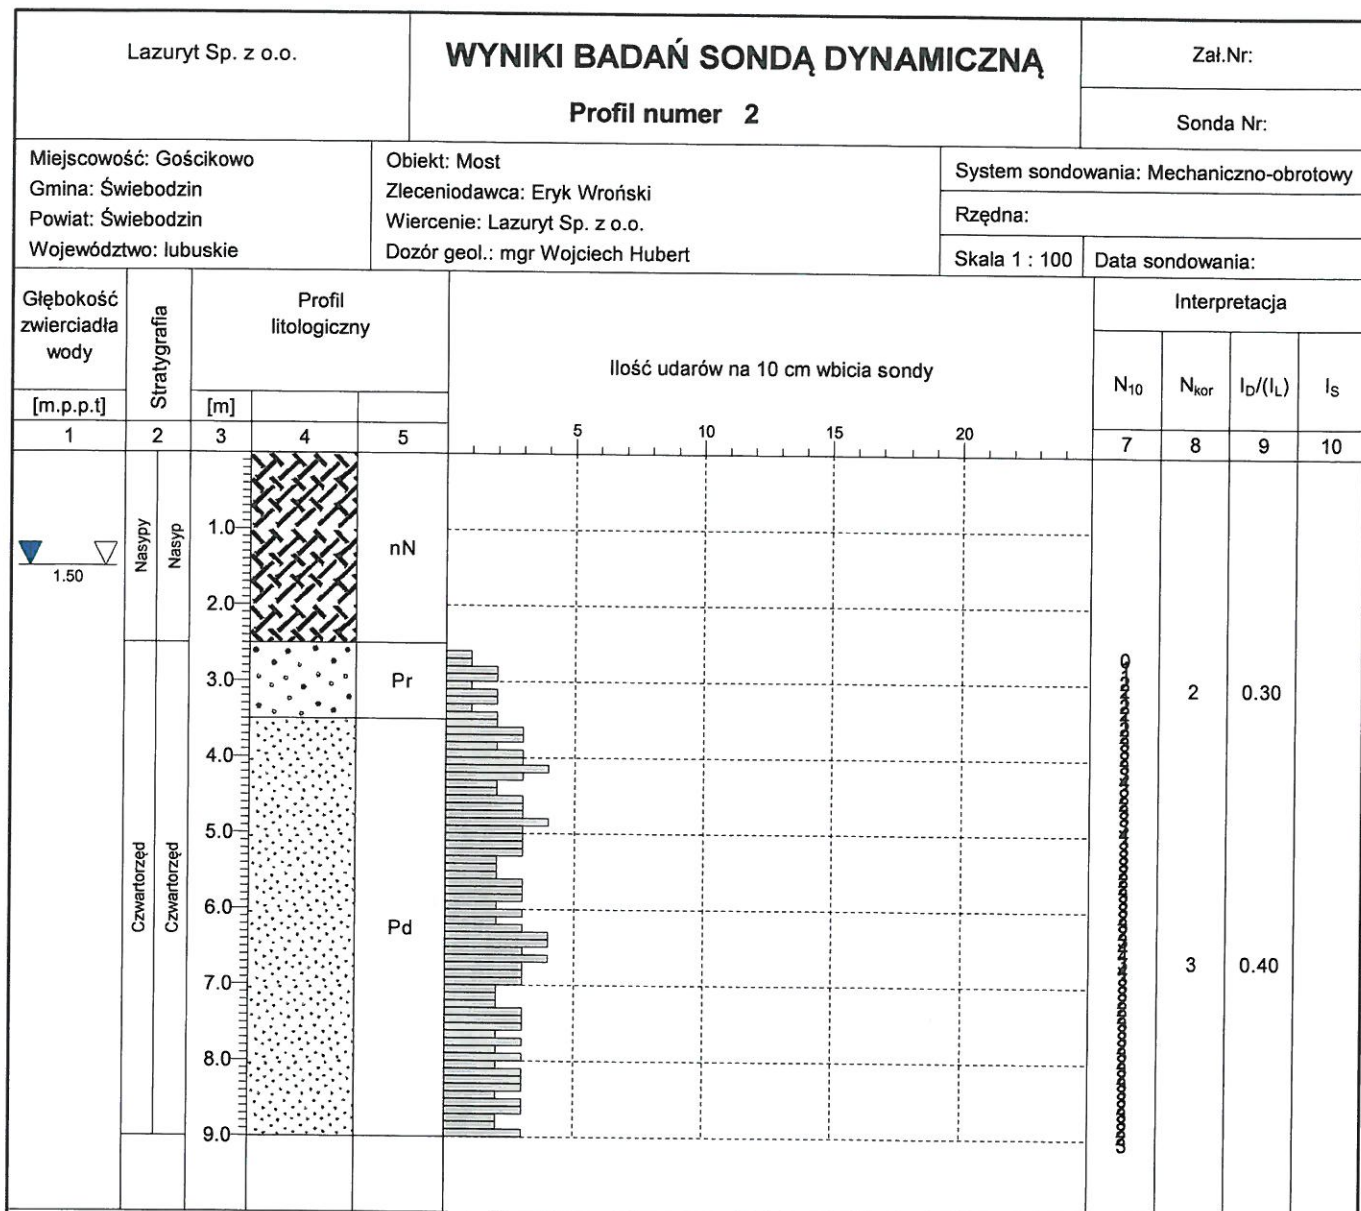 Lazuryt Sp. z o.o.
WYNIKI BADAŃ SONDĄ DYNAMICZNĄ
Profil numer 2
Zał.Nr:
Sonda Nr:
Miejscowość: Gościkowo
Gmina: Świebodzin
Powiat: Świebodzin
Województwo: lubuskie
Obiekt: Most
Zleceniodawca: Eryk Wroński
Wiercenie: Lazuryt Sp. z o.o.
Dozór geol.: mgr Wojciech Hubert
System sondowania: Mechaniczno-obrotowy
Rzędna:
Skala 1 : 100
Data sondowania:
Głębokość
zwierciadła
wody
[m.p.p.t]
Stratygrafia
Profil
litologiczny
[m]
Ilość udarów na 10 cm wbicia sondy
Interpretacja
N10
Nkor
ID/(IL)
IS
1 2 3 4 5
5 10 15 20
7 8 9 10
1.50
Nasypy
Nasyp
Czwartorzęd
Czwartorzęd
1.0
2.0
3.0
4.0
5.0
6.0
7.0
8.0
9.0
nN
Pr
Pd
2 0.30
3 0.40